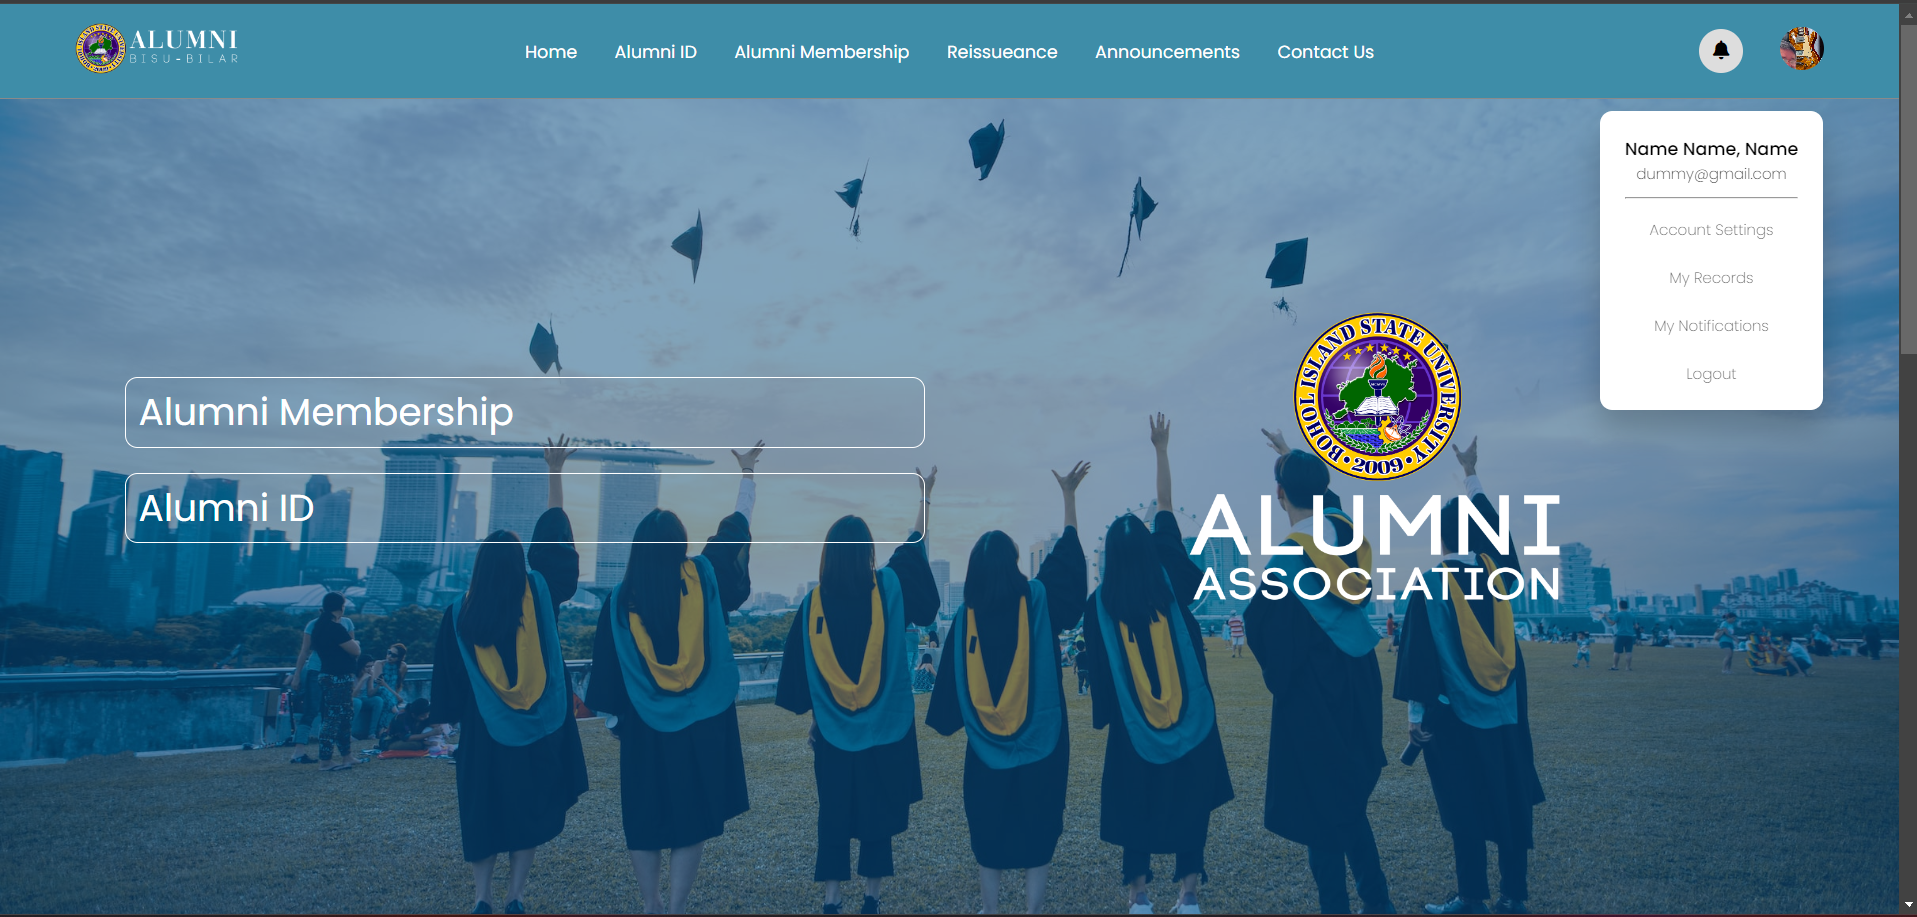 ALUMNI
BISU-BILAR
Home
Alumni ID
Alumni Membership
Reissueance
Announcements
Contact Us
Name Name, Name
dummy@gmail.com
Account Settings
My Records
My Notifications
Logout
Alumni Membership
Alumni ID
BOHOL ISLAND STATE UNIVERSITY
2009
ALUMNI
ASSOCIATION